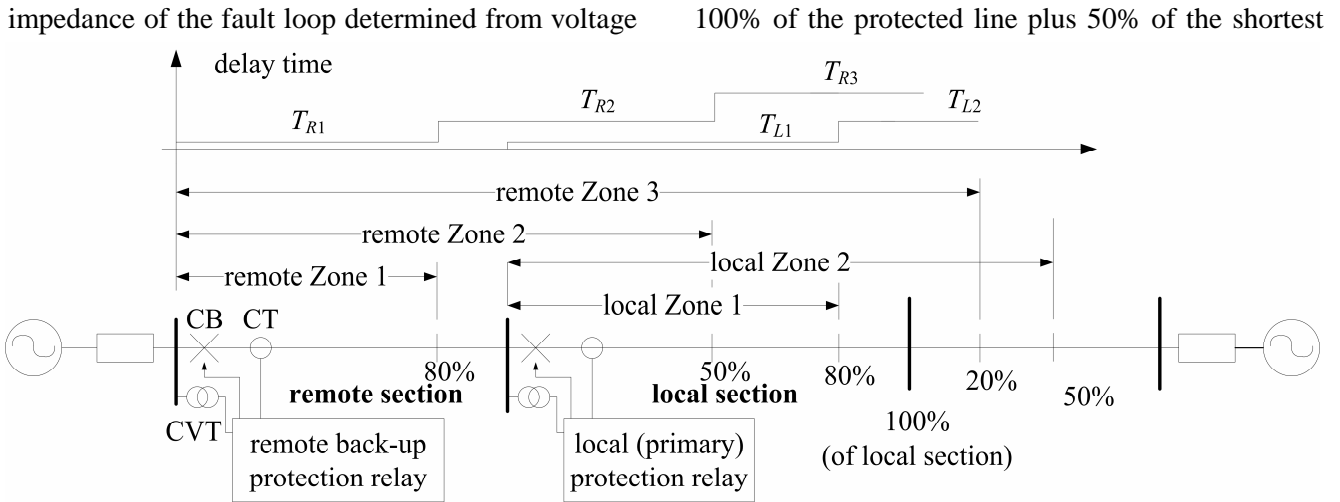 impedance of the fault loop determined from voltage
100% of the protected line plus 50% of the shortest
delay time
T_R3
T_R2
T_L2
T_R1
T_L1
remote Zone 3
remote Zone 2
local Zone 2
remote Zone 1
local Zone 1
CB
CT
80%
50%
80%
20%
50%
remote section
local section
CVT
100%
(of local section)
remote back-up
protection relay
local (primary)
protection relay